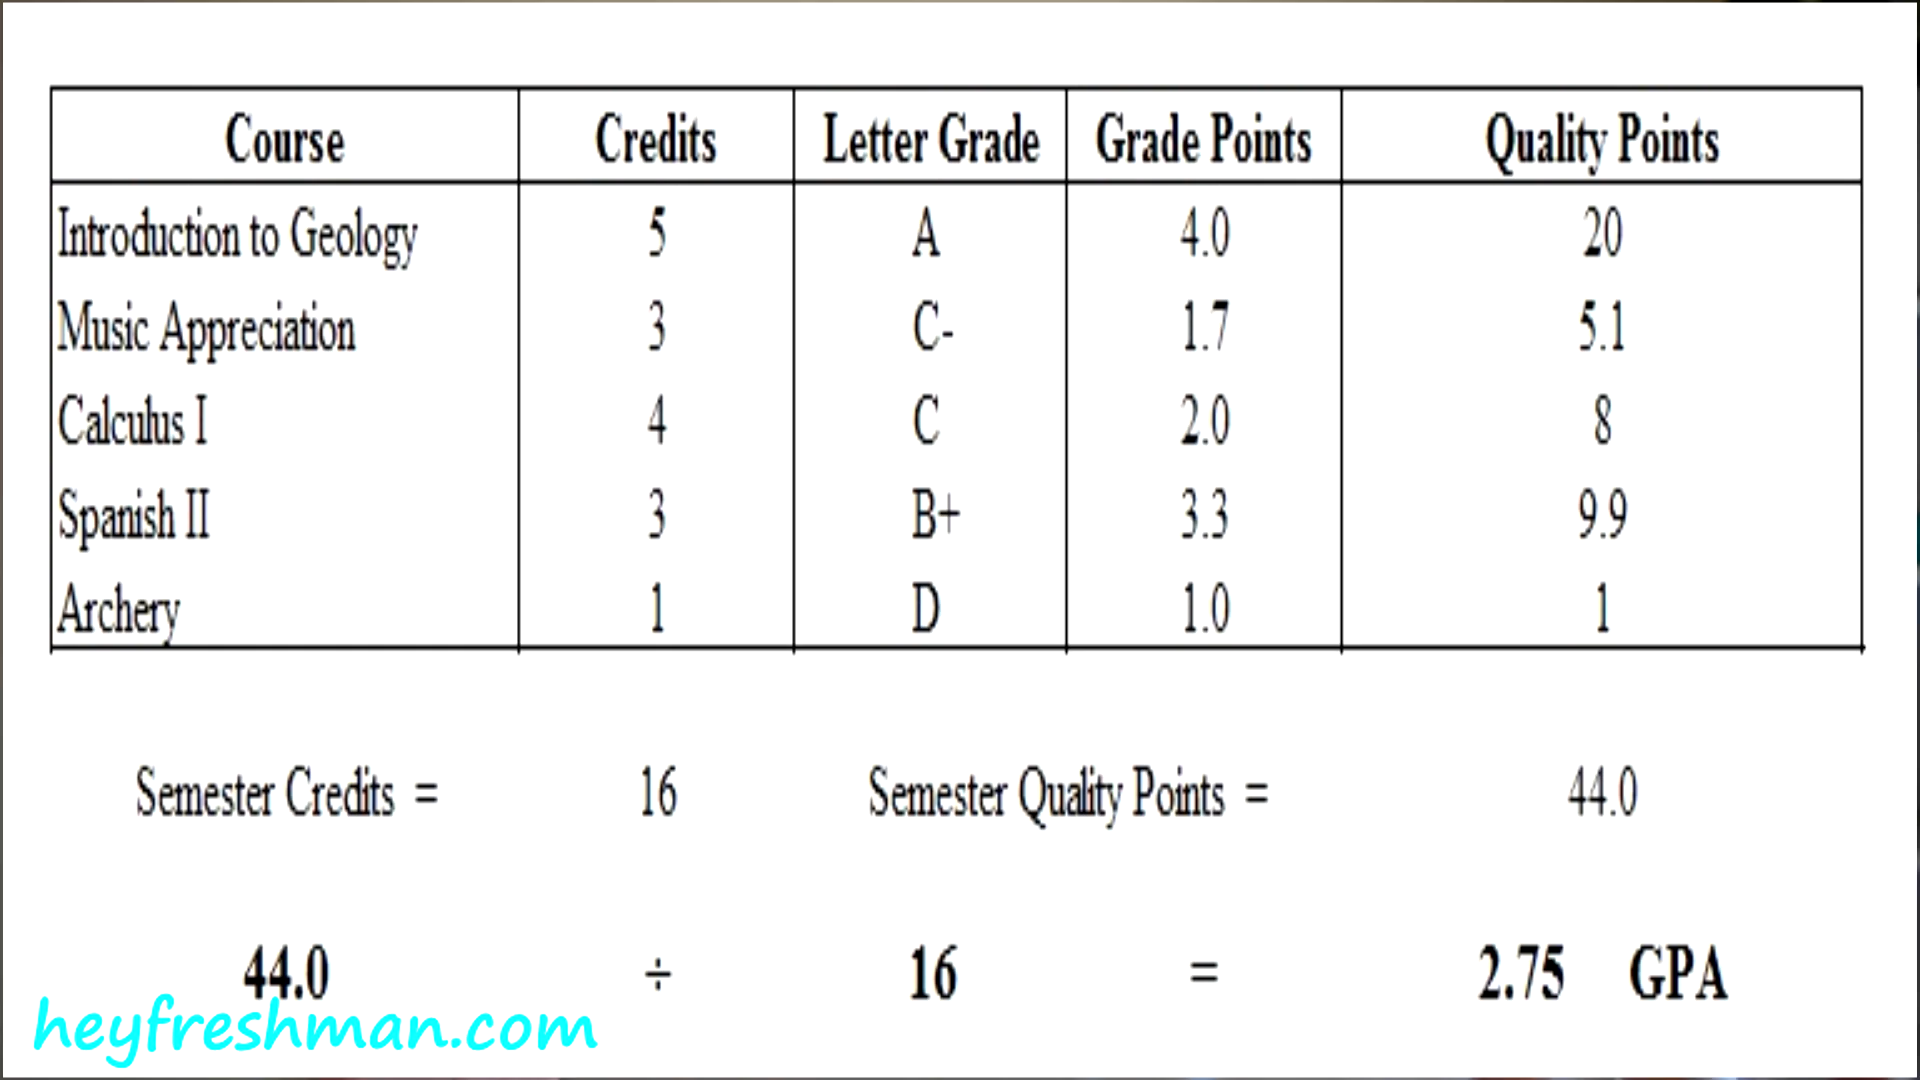 Course Credits Letter Grade Grade Points Quality Points
Introduction to Geology 5 A 4.0 20
Music Appreciation 3 C- 1.7 5.1
Calculus I 4 C 2.0 8
Spanish II 3 B+ 3.3 9.9
Archery 1 D 1.0 1
Semester Credits = 16 Semester Quality Points = 44.0
44.0 ÷ 16 = 2.75 GPA
heyfreshman.com